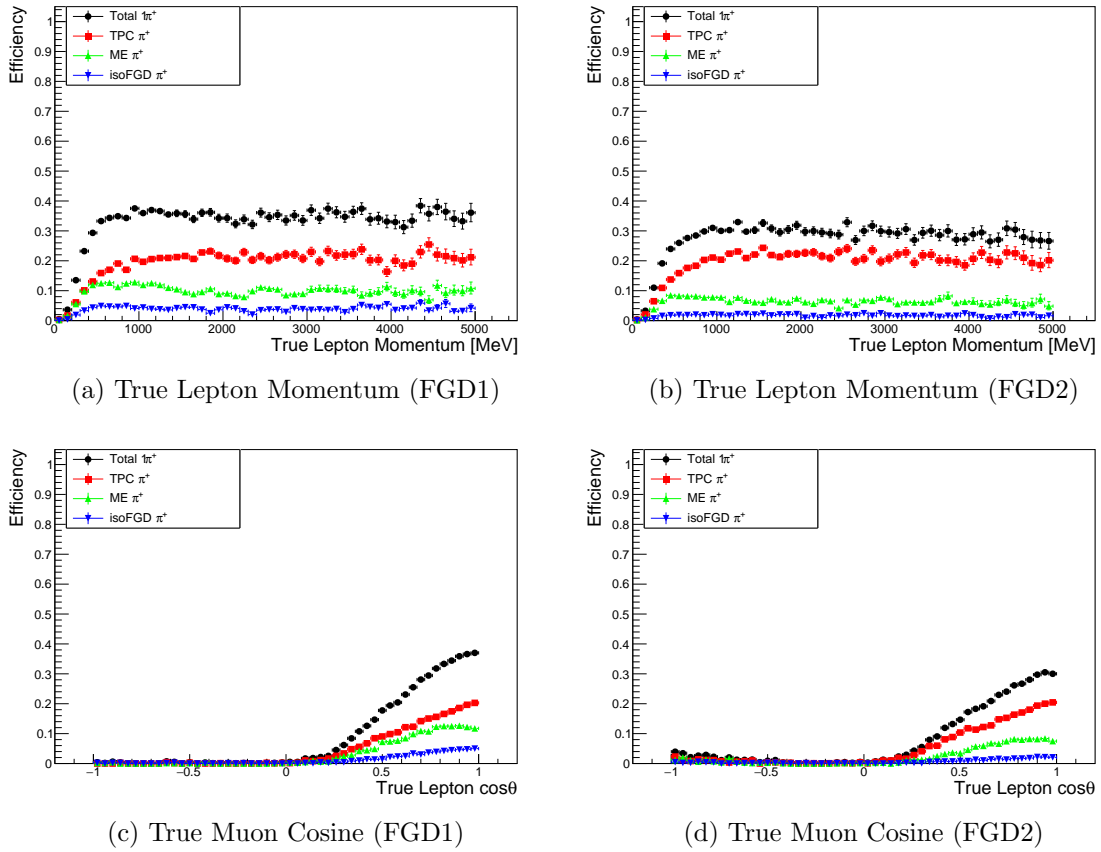 Efficiency
1
0.9
0.8
0.7
0.6
0.5
0.4
0.3
0.2
0.1
0
Total 1π⁺
TPC π⁺
ME π⁺
isoFGD π⁺
0 1000 2000 3000 4000 5000
True Lepton Momentum [MeV]
(a) True Lepton Momentum (FGD1)
Efficiency
1
0.9
0.8
0.7
0.6
0.5
0.4
0.3
0.2
0.1
0
Total 1π⁺
TPC π⁺
ME π⁺
isoFGD π⁺
0 1000 2000 3000 4000 5000
True Lepton Momentum [MeV]
(b) True Lepton Momentum (FGD2)
Efficiency
1
0.9
0.8
0.7
0.6
0.5
0.4
0.3
0.2
0.1
0
Total 1π⁺
TPC π⁺
ME π⁺
isoFGD π⁺
−1 −0.5 0 0.5 1
True Lepton cosθ
(c) True Muon Cosine (FGD1)
Efficiency
1
0.9
0.8
0.7
0.6
0.5
0.4
0.3
0.2
0.1
0
Total 1π⁺
TPC π⁺
ME π⁺
isoFGD π⁺
−1 −0.5 0 0.5 1
True Lepton cosθ
(d) True Muon Cosine (FGD2)